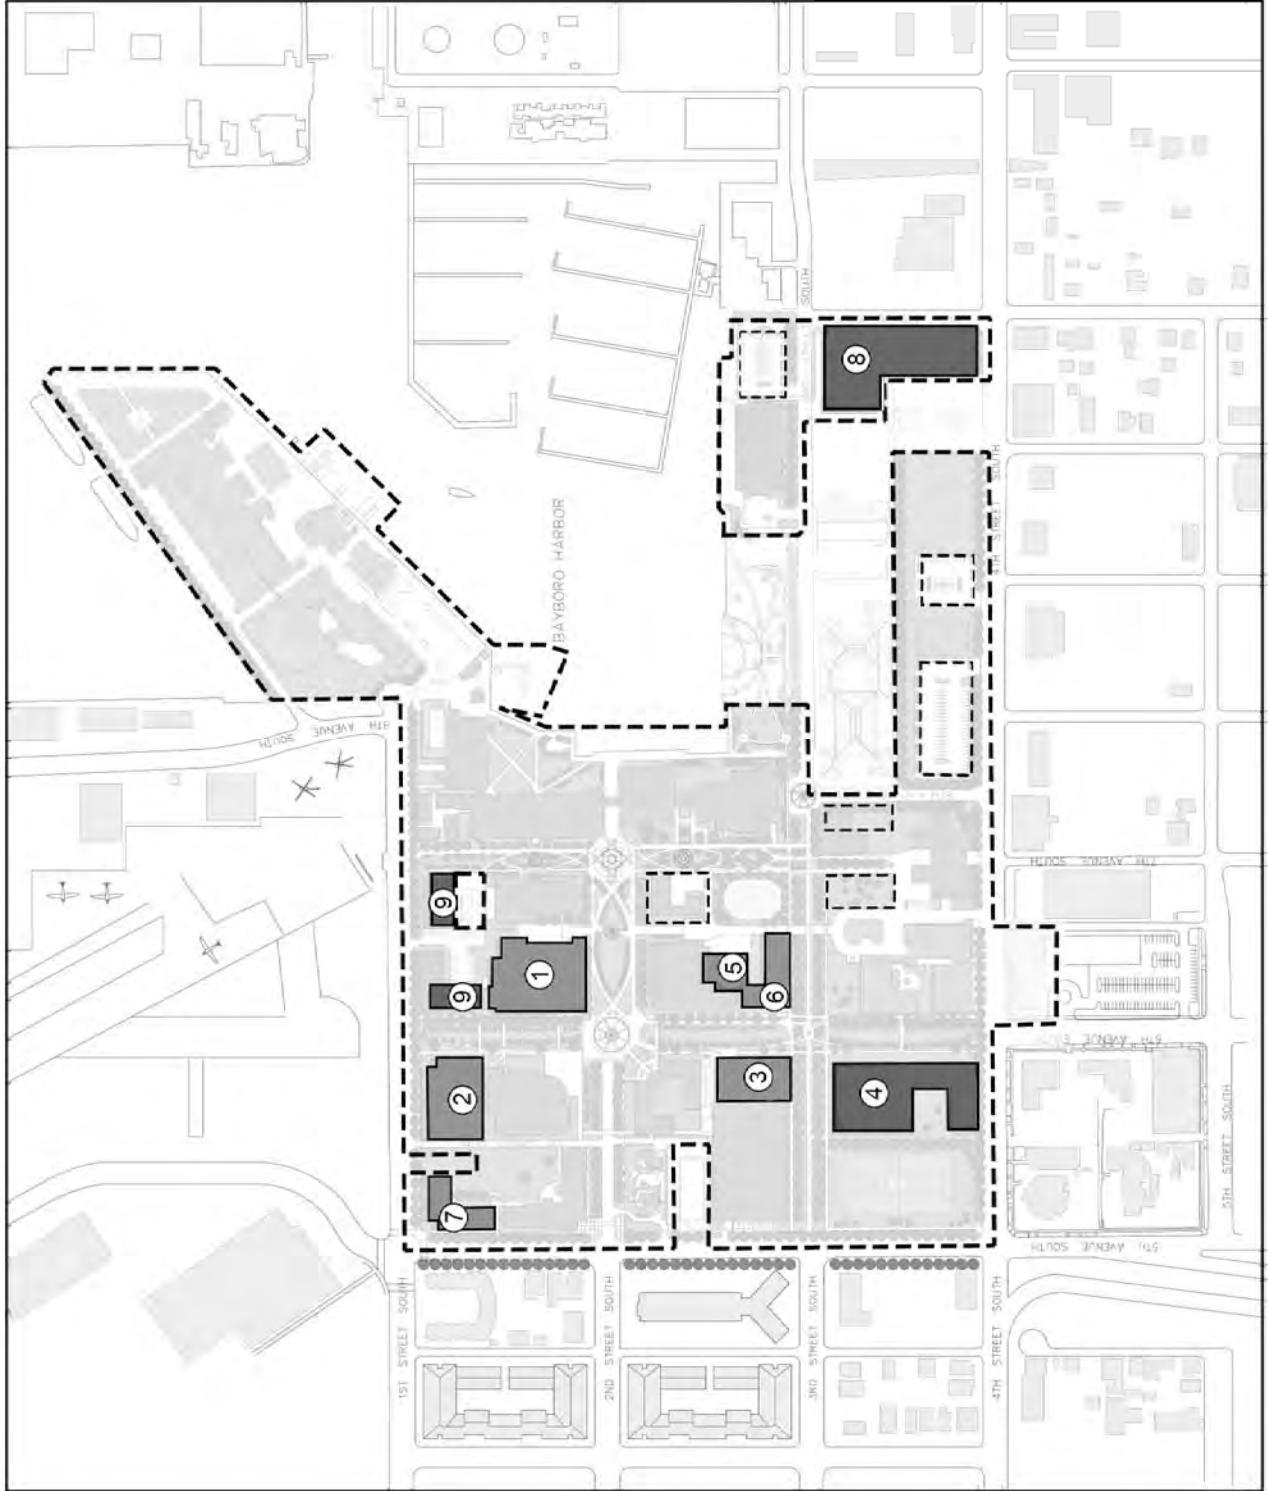 SOUTH
8
BAYBORO HARBOR
4TH STREET SOUTH
8TH AVENUE SOUTH
7TH AVENUE SOUTH
9
1
5
6
9
6TH AVENUE
2
3
4
7
5TH STREET SOUTH
5TH AVENUE SOUTH
1ST STREET SOUTH
2ND STREET SOUTH
3RD STREET SOUTH
4TH STREET SOUTH